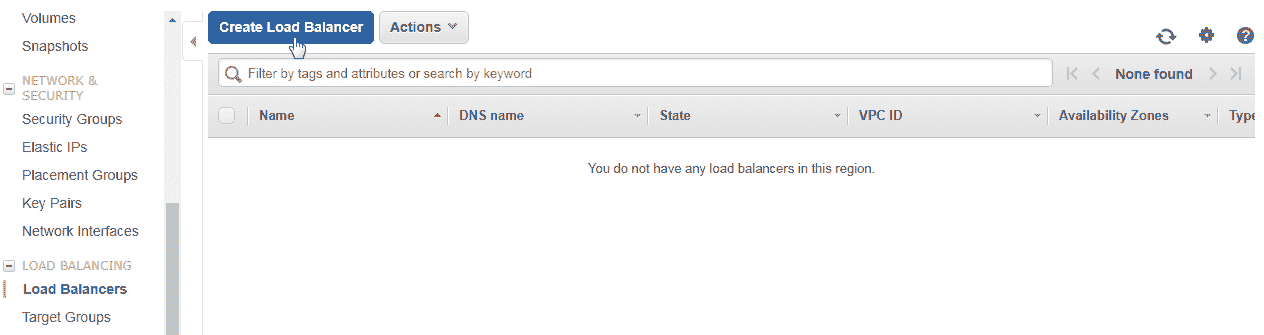 Volumes
Snapshots
NETWORK &
SECURITY
Security Groups
Elastic IPs
Placement Groups
Key Pairs
Network Interfaces
LOAD BALANCING
Load Balancers
Target Groups
Create Load Balancer Actions
Filter by tags and attributes or search by keyword None found
Name DNS name State VPC ID Availability Zones Type
You do not have any load balancers in this region.